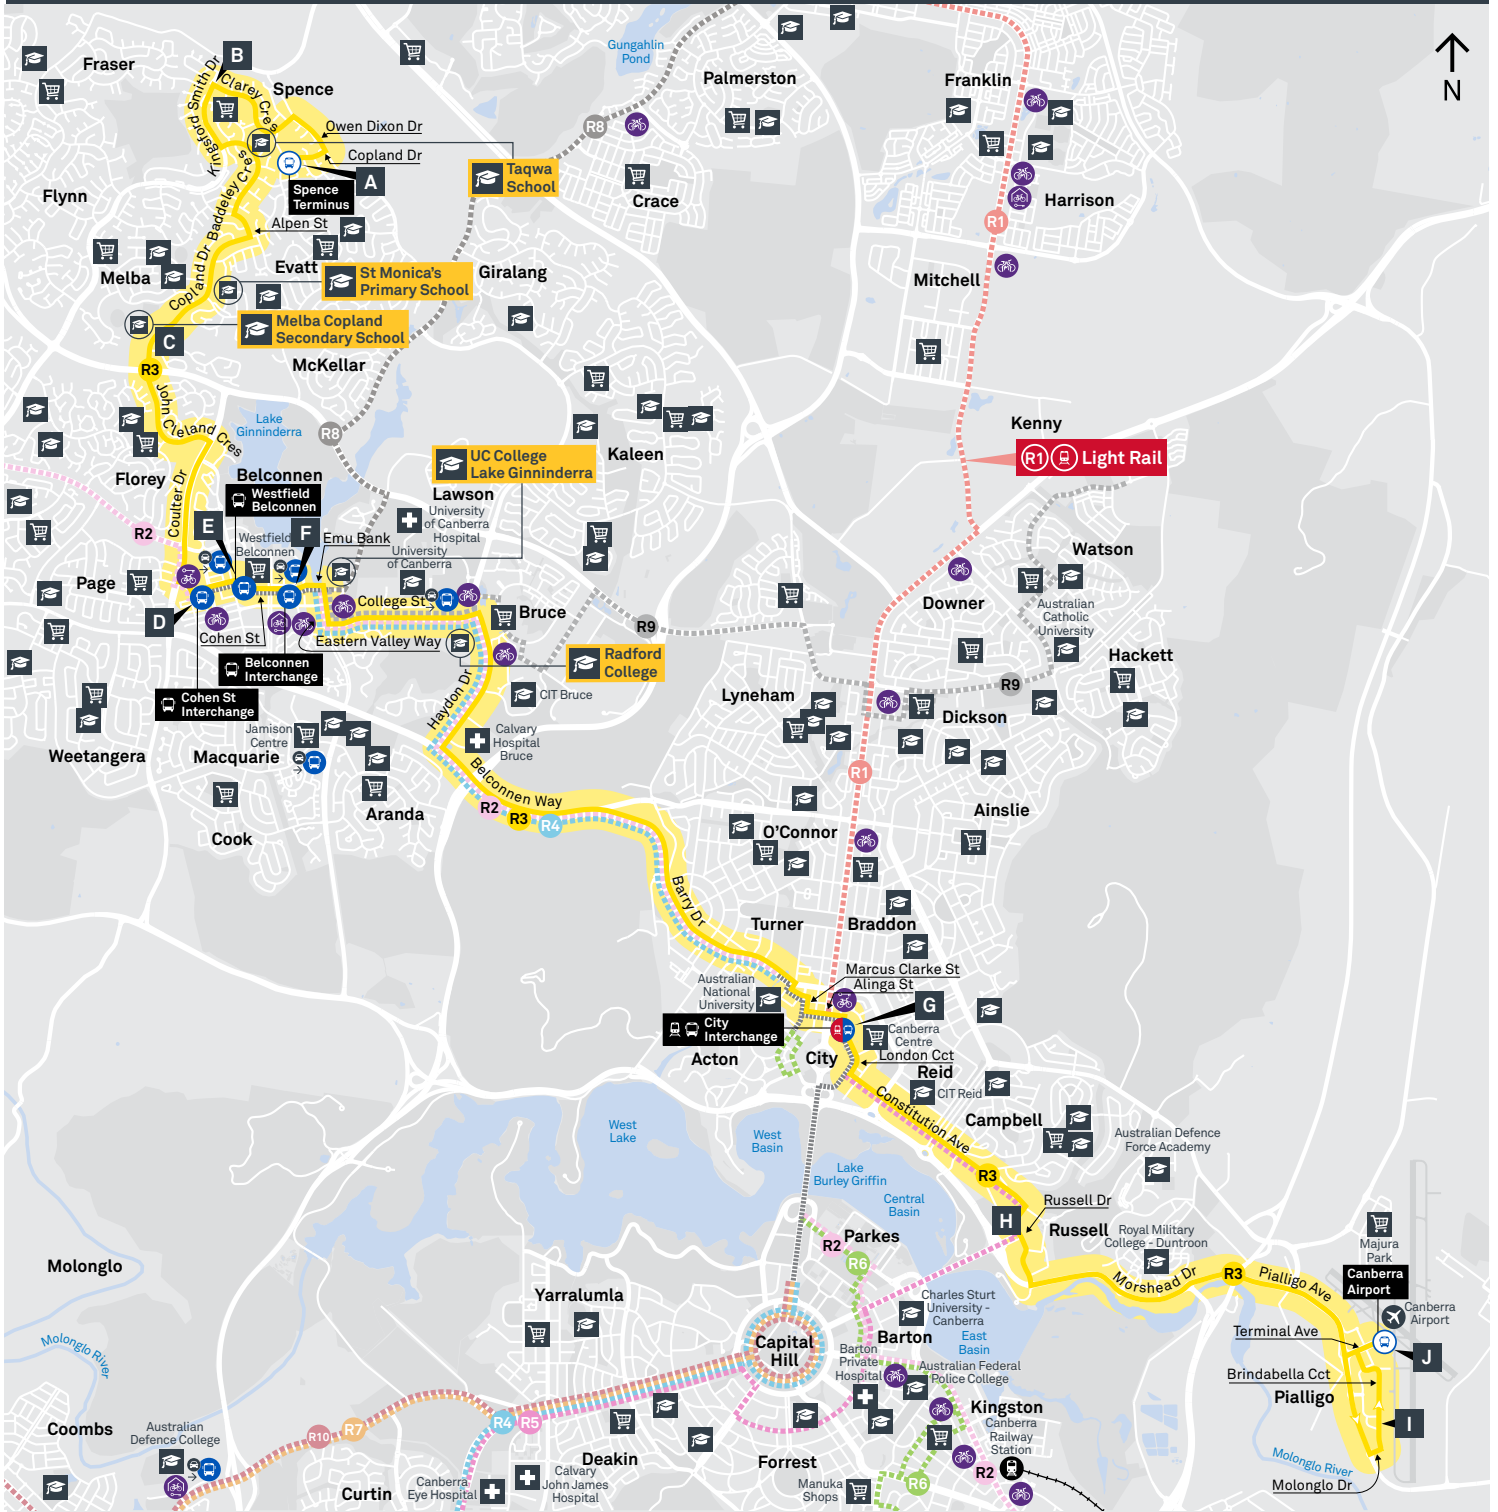 B
Fraser
Spence
Kingsford Smith Dr
Clarey Cres
Gungahlin
Pond
Palmerston
Franklin
N
Owen Dixon Dr
Copland Dr
R8
A
Spence
Terminus
Taqwa
School
Crace
Harrison
Flynn
Baddeley Cres
Alpen St
R1
Melba
Evatt
St Monica's
Primary School
Giralang
Mitchell
Copland Dr
Melba Copland
Secondary School
C
McKellar
R3
John Cleland Cres
Lake
Ginninderra
R8
Kenny
R1
Light Rail
UC College
Lake Ginninderra
Kaleen
Florey
Belconnen
Westfield
Belconnen
Lawson
University
of Canberra
Hospital
Coulter Dr
R2
E
F
Westfield
Belconnen
Emu Bank
University
of Canberra
Watson
Page
Downer
Australian
Catholic
University
College St
Bruce
D
Cohen St
Eastern Valley Way
R9
Belconnen
Interchange
Radford
College
Hackett
R9
Cohen St
Interchange
Haydon Dr
CIT Bruce
Lyneham
Dickson
Jamison
Centre
Calvary
Hospital
Bruce
Weetangera
Macquarie
R1
Belconnen Way
R2
R3
R4
Aranda
Ainslie
Cook
O'Connor
Barry Dr
Turner
Braddon
Marcus Clarke St
Alinga St
Australian
National
University
G
City
Interchange
Canberra
Centre
Acton
City
London Cct
Reid
CIT Reid
Constitution Ave
Campbell
West
Lake
West
Basin
Australian Defence
Force Academy
Lake
Burley Griffin
R3
Central
Basin
Russell Dr
H
Russell
Royal Military
College - Duntroon
Parkes
R2
R6
Majura
Park
Molonglo
Morshead Dr
R3
Pialligo Ave
Canberra
Airport
Canberra
Airport
Yarralumla
Charles Sturt
University -
Canberra
Barton
East
Basin
Terminal Ave
Molonglo River
Capital
Hill
Barton
Private
Hospital
Australian Federal
Police College
J
Brindabella Cct
Pialligo
Kingston
Canberra
Railway
Station
I
Coombs
Australian
Defence College
R10
R7
R4
R5
Deakin
Forrest
R2
R6
Molonglo River
Molonglo Dr
Curtin
Canberra
Eye Hospital
Calvary
John James
Hospital
Manuka
Shops